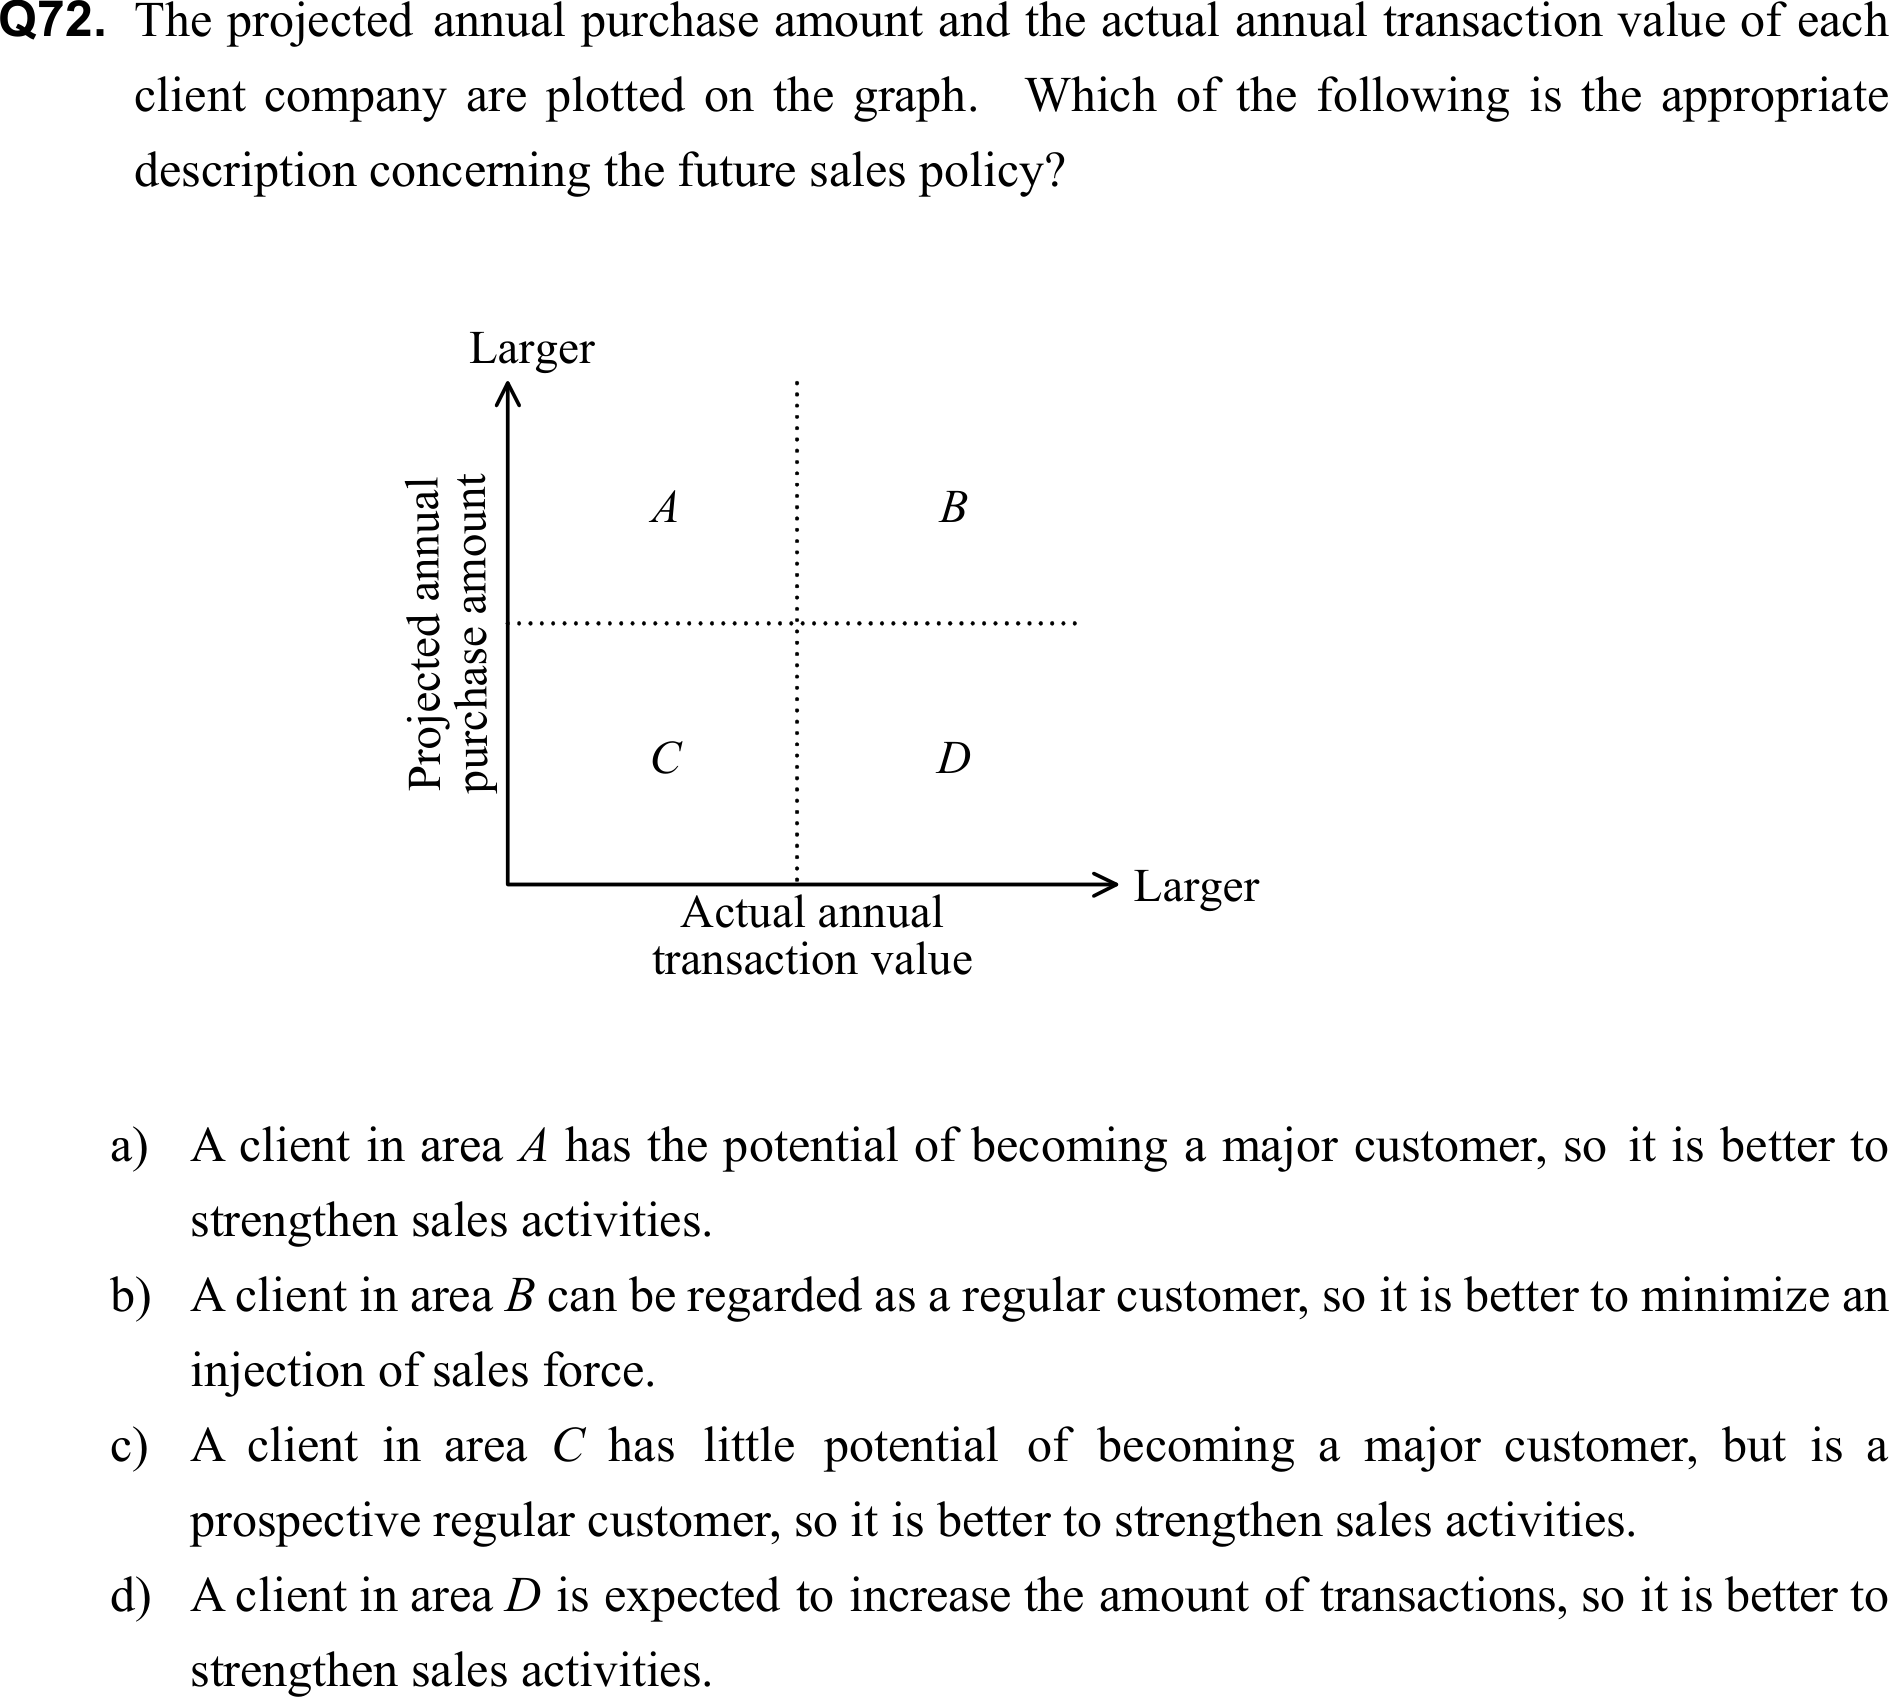 Q72. The projected annual purchase amount and the actual annual transaction value of each
client company are plotted on the graph. Which of the following is the appropriate
description concerning the future sales policy?
Larger
Projected annual
purchase amount
A
B
C
D
Larger
Actual annual
transaction value
a) A client in area A has the potential of becoming a major customer, so it is better to
strengthen sales activities.
b) A client in area B can be regarded as a regular customer, so it is better to minimize an
injection of sales force.
c) A client in area C has little potential of becoming a major customer, but is a
prospective regular customer, so it is better to strengthen sales activities.
d) A client in area D is expected to increase the amount of transactions, so it is better to
strengthen sales activities.